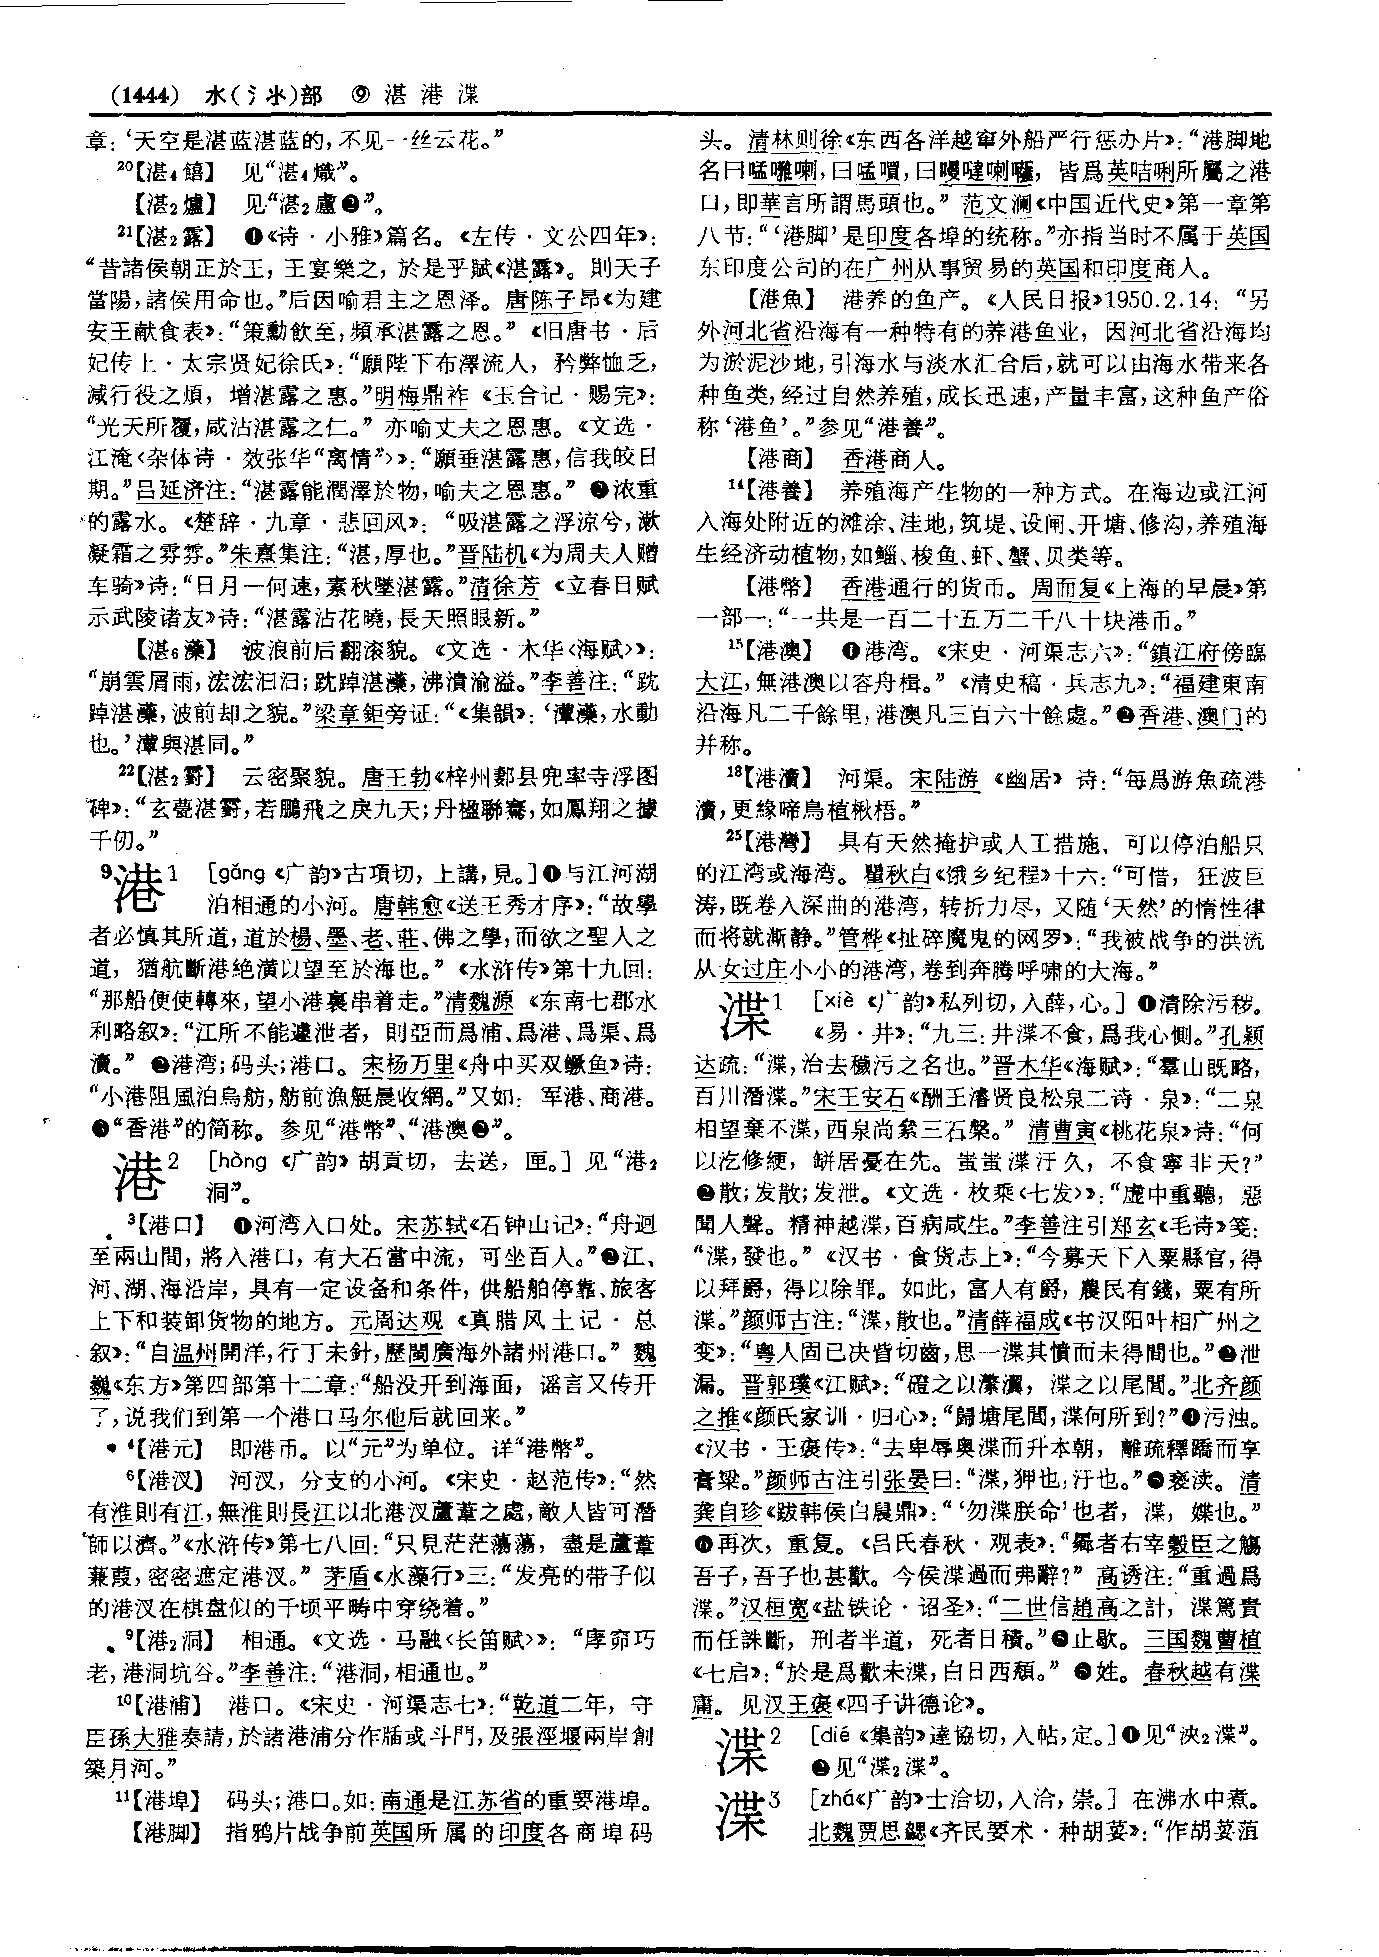 (1444) 水(氵氺)部 ⑨ 湛 港 渫
章：‘天空是湛蓝湛蓝的，不见一丝云花。”
20【湛4饎】 见“湛4熾”。
【湛2爐】 见“湛2盧❷”。
21【湛2露】 ❶《诗·小雅》篇名。《左传·文公四年》：
“昔諸侯朝正於王，王宴樂之，於是乎賦《湛露》。則天子
當陽，諸侯用命也。”后因喻君主之恩泽。唐陈子昂《为建
安王献食表》：“策勳飲至，頻承湛露之恩。”《旧唐书·后
妃传上·太宗贤妃徐氏》：“願陛下布澤流人，矜弊恤乏，
減行役之煩，增湛露之惠。”明梅鼎祚《玉合记·赐完》：
“光天所覆，咸沾湛露之仁。”亦喻丈夫之恩惠。《文选·
江淹〈杂体诗·效张华“离情”〉》：“願垂湛露惠，信我皎日
期。”吕延济注：“湛露能潤澤於物，喻夫之恩惠。”❷浓重
的露水。《楚辞·九章·悲回风》：“吸湛露之浮涼兮，漱
凝霜之雰雰。”朱熹集注：“湛，厚也。”晋陆机《为周夫人赠
车骑》诗：“日月一何速，素秋墜湛露。”清徐芳《立春日赋
示武陵诸友》诗：“湛露沾花曉，長天照眼新。”
【湛6藻】 波浪前后翻滚貌。《文选·木华〈海赋〉》：
“崩雲屑雨，浤浤汩汩；踔湛藻，沸潰渝溢。”李善注：“
踔湛藻，波前却之貌。”梁章鉅旁证：“《集韻》：‘藻，水動
也。’與湛同。”
22【湛2霨】 云密聚貌。唐王勃《梓州郪县兜率寺浮图
碑》：“玄甍湛霨，若鵬飛之戾九天；丹楹聯騫，如鳳翔之據
千仞。”
9港1 [gǎng《广韵》古項切，上講，見。]❶与江河湖
泊相通的小河。唐韩愈《送王秀才序》：“故學
者必慎其所道，道於楊、墨、老、莊、佛之學，而欲之聖人之
道，猶航斷港絶潢以望至於海也。”《水浒传》第十九回：
“那船便使轉來，望小港裏串着走。”清魏源《东南七郡水
利略叙》：“江所不能遽泄者，則亞而爲浦、爲港、爲渠、爲
瀆。”❷港湾；码头；港口。宋杨万里《舟中买双鳜鱼》诗：
“小港阻風泊烏舫，舫前漁艇晨收網。”又如：军港、商港。
❸“香港”的简称。参见“港幣”、“港澳❷”。
港2 [hòng《广韵》胡貢切，去送，匣。]见“港2
洞”。
3【港口】 ❶河湾入口处。宋苏轼《石钟山记》：“舟迴
至兩山間，將入港口，有大石當中流，可坐百人。”❷江、
河、湖、海沿岸，具有一定设备和条件，供船舶停靠、旅客
上下和装卸货物的地方。元周达观《真腊风土记·总
叙》：“自温州開洋，行丁未針，歷閩廣海外諸州港口。”魏
巍《东方》第四部第十二章：“船没开到海面，谣言又传开
了，说我们到第一个港口马尔他后就回来。”
4【港元】 即港币。以“元”为单位。详“港幣”。
6【港汊】 河汊，分支的小河。《宋史·赵范传》：“然
有淮則有江，無淮則長江以北港汊蘆葦之處，敵人皆可潛
師以濟。”《水浒传》第七八回：“只見茫茫蕩蕩，盡是蘆葦
蒹葭，密密遮定港汊。”茅盾《水藻行》三：“发亮的带子似
的港汊在棋盘似的千顷平畴中穿绕着。”
9【港2洞】 相通。《文选·马融〈长笛赋〉》：“庨窌巧
老，港洞坑谷。”李善注：“港洞，相通也。”
10【港浦】 港口。《宋史·河渠志七》：“乾道二年，守
臣孫大雅奏請，於諸港浦分作牐或斗門，及張涇堰兩岸創
築月河。”
11【港埠】 码头；港口。如：南通是江苏省的重要港埠。
【港脚】 指鸦片战争前英国所属的印度各商埠码
头。清林则徐《东西各洋越窜外船严行惩办片》：“港脚地
名曰㖼喇，曰㖼，曰嘪喇，皆爲英咭唎所屬之港
口，即華言所謂馬頭也。”范文澜《中国近代史》第一章第
八节：“‘港脚’是印度各埠的统称。”亦指当时不属于英国
东印度公司的在广州从事贸易的英国和印度商人。
【港魚】 港养的鱼产。《人民日报》1950.2.14：“另
外河北省沿海有一种特有的养港鱼业，因河北省沿海均
为淤泥沙地，引海水与淡水汇合后，就可以由海水带来各
种鱼类，经过自然养殖，成长迅速，产量丰富，这种鱼产俗
称‘港鱼’。”参见“港養”。
【港商】 香港商人。
14【港養】 养殖海产生物的一种方式。在海边或江河
入海处附近的滩涂、洼地，筑堤、设闸、开塘、修沟，养殖海
生经济动植物，如鲻、梭鱼、虾、蟹、贝类等。
【港幣】 香港通行的货币。周而复《上海的早晨》第
一部一：“一共是一百二十五万二千八十块港币。”
15【港澳】 ❶港湾。《宋史·河渠志六》：“鎮江府傍臨
大江，無港澳以容舟楫。”《清史稿·兵志九》：“福建東南
沿海凡二千餘里，港澳凡三百六十餘處。”❷香港、澳门的
并称。
18【港瀆】 河渠。宋陆游《幽居》诗：“每爲游魚疏港
瀆，更緣啼鳥植楸梧。”
25【港灣】 具有天然掩护或人工措施，可以停泊船只
的江湾或海湾。瞿秋白《饿乡纪程》十六：“可惜，狂波巨
涛，既卷入深曲的港湾，转折力尽，又随‘天然’的惰性律
而将就澌静。”管桦《扯碎魔鬼的网罗》：“我被战争的洪流
从女过庄小小的港湾，卷到奔腾呼啸的大海。”
渫1 [xiè《广韵》私列切，入薛，心。]❶清除污秽。
《易·井》：“九三：井渫不食，爲我心惻。”孔颖
达疏：“渫，治去穢污之名也。”晋木华《海赋》：“羣山既略，
百川潛渫。”宋王安石《酬王濬贤良松泉二诗·泉》：“二泉
相望棄不渫，西泉尚縈三石槃。”清曹寅《桃花泉》诗：“何
以汔修綆，缾居憂在先。蚩蚩渫汙久，不食寧非天？”
❷散；发散；发泄。《文选·枚乘〈七发〉》：“虚中重聽，惡
聞人聲。精神越渫，百病咸生。”李善注引郑玄《毛诗》笺：
“渫，發也。”《汉书·食货志上》：“今募天下入粟縣官，得
以拜爵，得以除罪。如此，富人有爵，農民有錢，粟有所
渫。”颜师古注：“渫，散也。”清薛福成《书汉阳叶相广州之
变》：“粤人固已决眥切齒，思一渫其憤而未得間也。”❸泄
漏。晋郭璞《江赋》：“磴之以瀿瀷，渫之以尾閭。”北齐颜
之推《颜氏家训·归心》：“歸塘尾閭，渫何所到？”❹污浊。
《汉书·王褒传》：“去卑辱奥渫而升本朝，離疏釋蹻而享
膏粱。”颜师古注引张晏曰：“渫，狎也，汙也。”❺亵渎。清
龚自珍《跋韩侯白鼎》：“‘勿渫朕命’也者，渫，媟也。”
❻再次，重复。《吕氏春秋·观表》：“曏者右宰穀臣之觴
吾子，吾子也甚歡。今侯渫過而弗辭？”高诱注：“重過爲
渫。”汉桓宽《盐铁论·诏圣》：“二世信趙高之計，渫篤責
而任誅斷，刑者半道，死者日積。”❼止歇。三国魏曹植
《七启》：“於是爲歡未渫，白日西頹。”❽姓。春秋越有渫
庸。见汉王褒《四子讲德论》。
渫2 [dié《集韵》達協切，入帖，定。]❶见“浹2渫”。
❷见“渫2渫”。
渫3 [zhá《广韵》士洽切，入洽，崇。]在沸水中煮。
北魏贾思勰《齐民要术·种胡荽》：“作胡荽菹